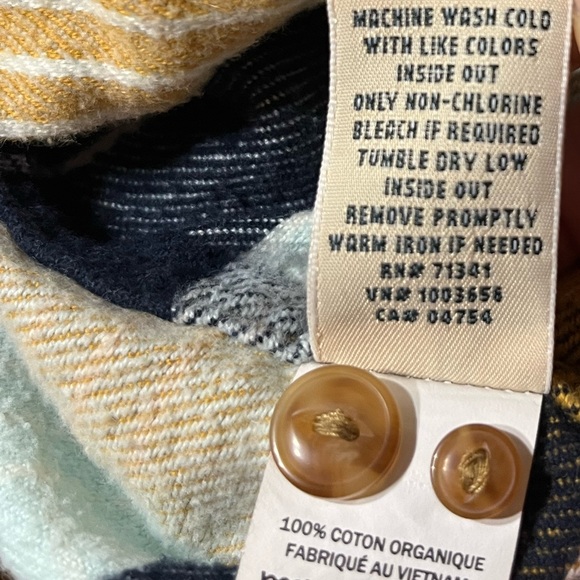 MACHINE WASH COLD
WITH LIKE COLORS
INSIDE OUT
ONLY NON-CHLORINE
BLEACH IF REQUIRED
TUMBLE DRY LOW
INSIDE OUT
REMOVE PROMPTLY
WARM IRON IF NEEDED
RN# 71341
VN# 1003656
CA# 04754
100% COTON ORGANIQUE
FABRIQUÉ AU VIETNAM